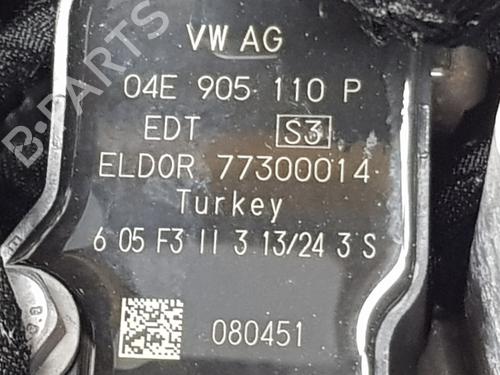 VW AG
04E 905 110 P
EDT S3
ELDOR 77300014
Turkey
6 05 F3 II 3 13/24 3 S
080451
B-PARTS